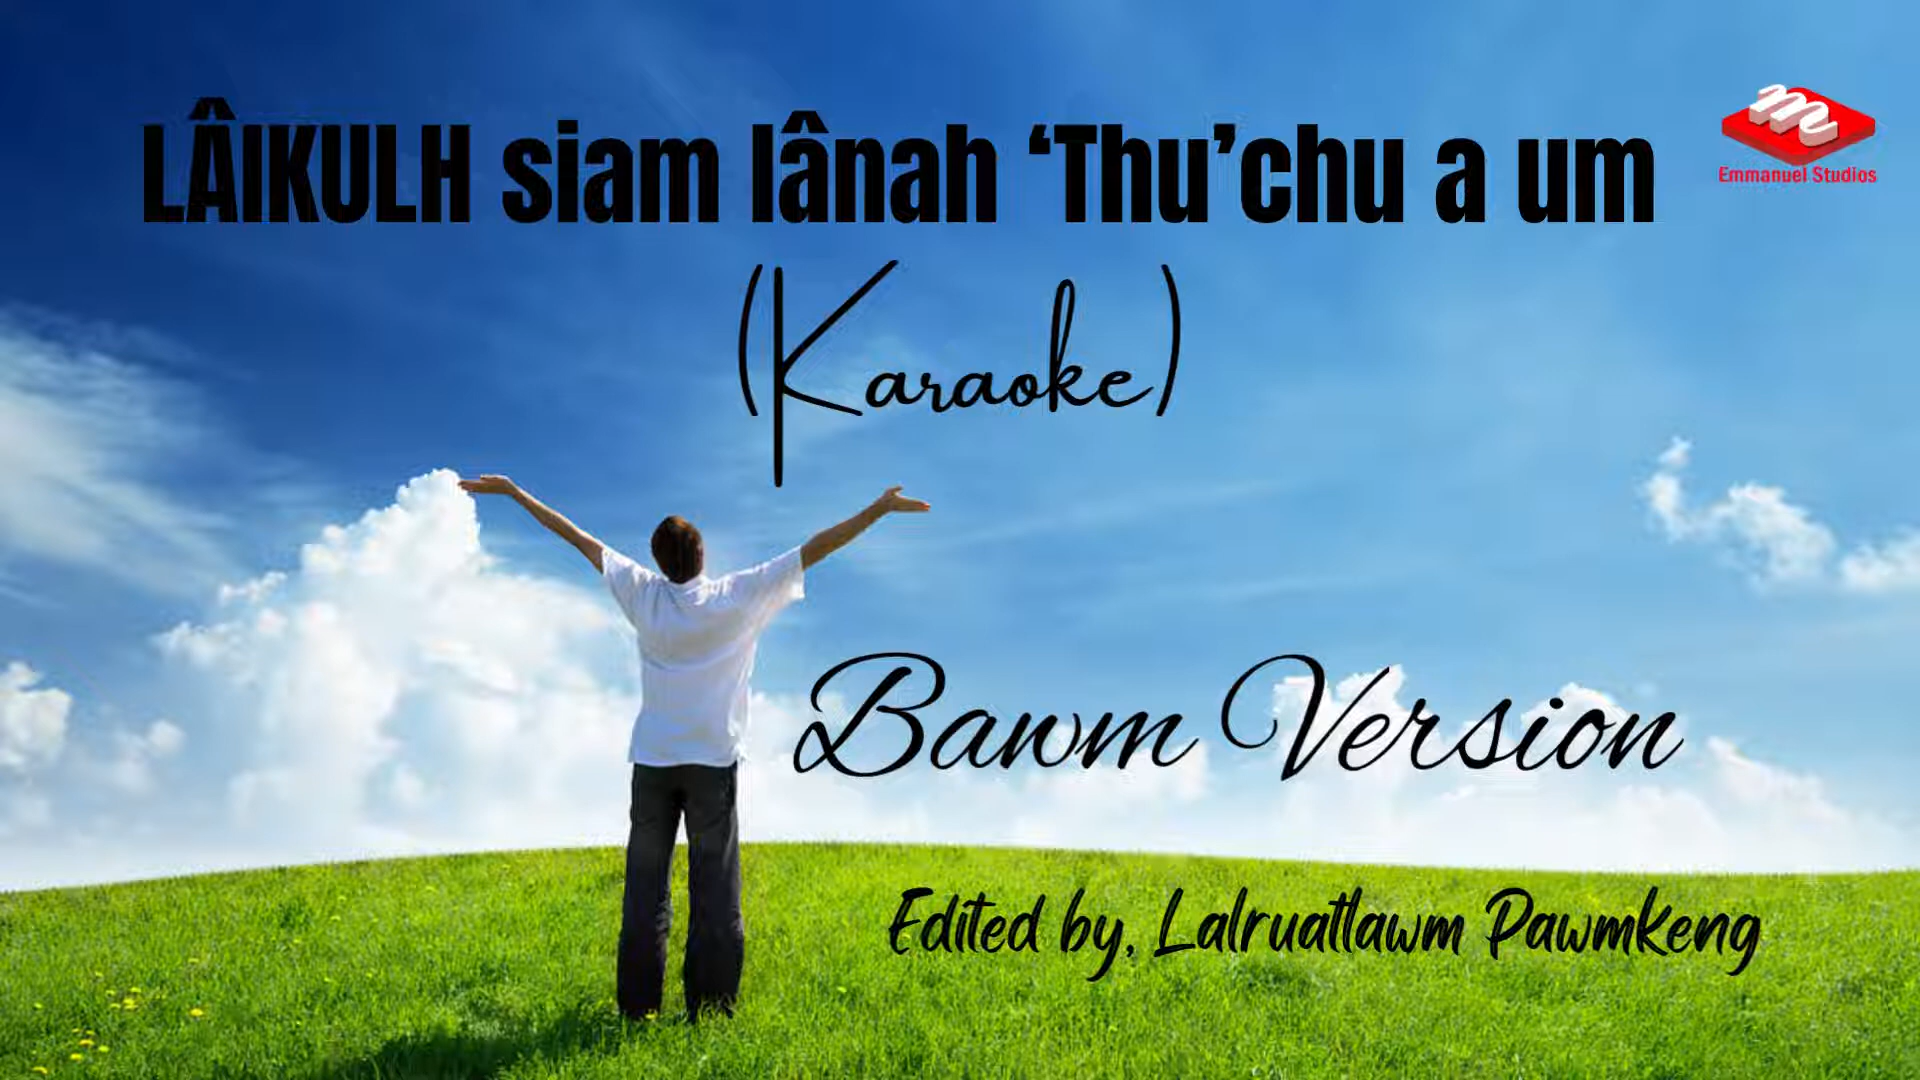 LÂIKULH siam lânah ‘Thu’chu a um
Emmanuel Studios
(Karaoke)
Bawm Version
Edited by, Lalruatlawm Pawmkeng